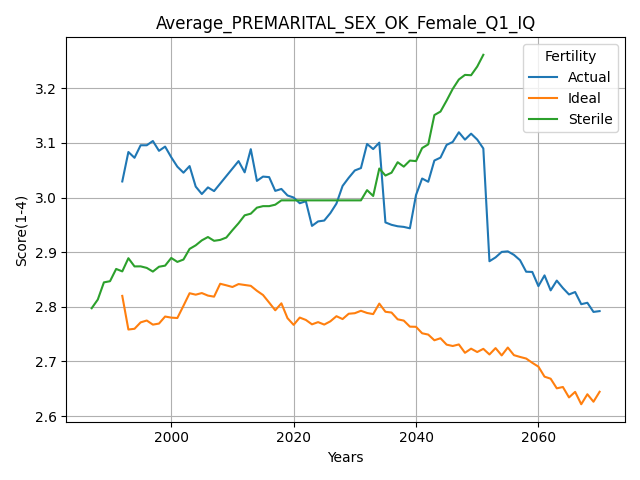 Average_PREMARITAL_SEX_OK_Female_Q1_IQ
Fertility
Actual
Ideal
Sterile
Score(1-4)
3.2
3.1
3.0
2.9
2.8
2.7
2.6
2000 2020 2040 2060
Years